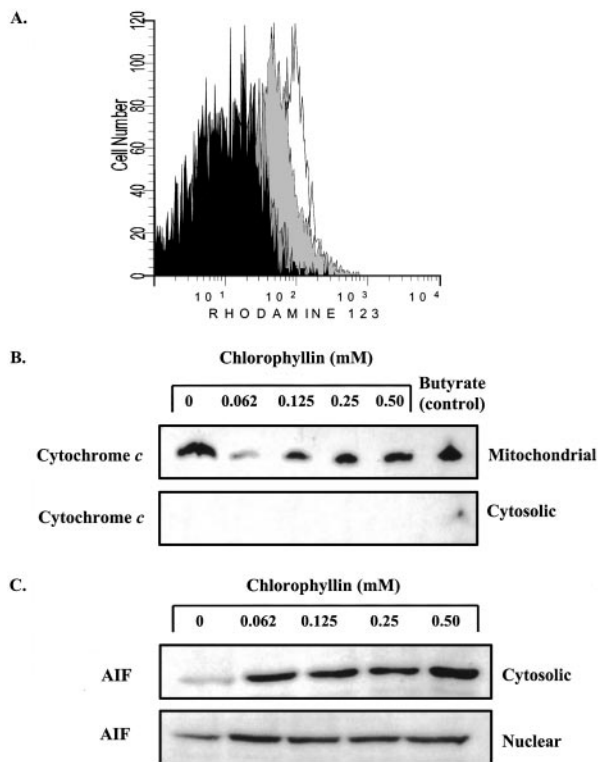 A.
120
100
80
60
40
20
0
Cell Number
10^1 10^2 10^3 10^4
RHODAMINE 123
B.
Chlorophyllin (mM)
Butyrate
(control)
0 0.062 0.125 0.25 0.50
Cytochrome c Mitochondrial
Cytochrome c Cytosolic
C.
Chlorophyllin (mM)
0 0.062 0.125 0.25 0.50
AIF Cytosolic
AIF Nuclear